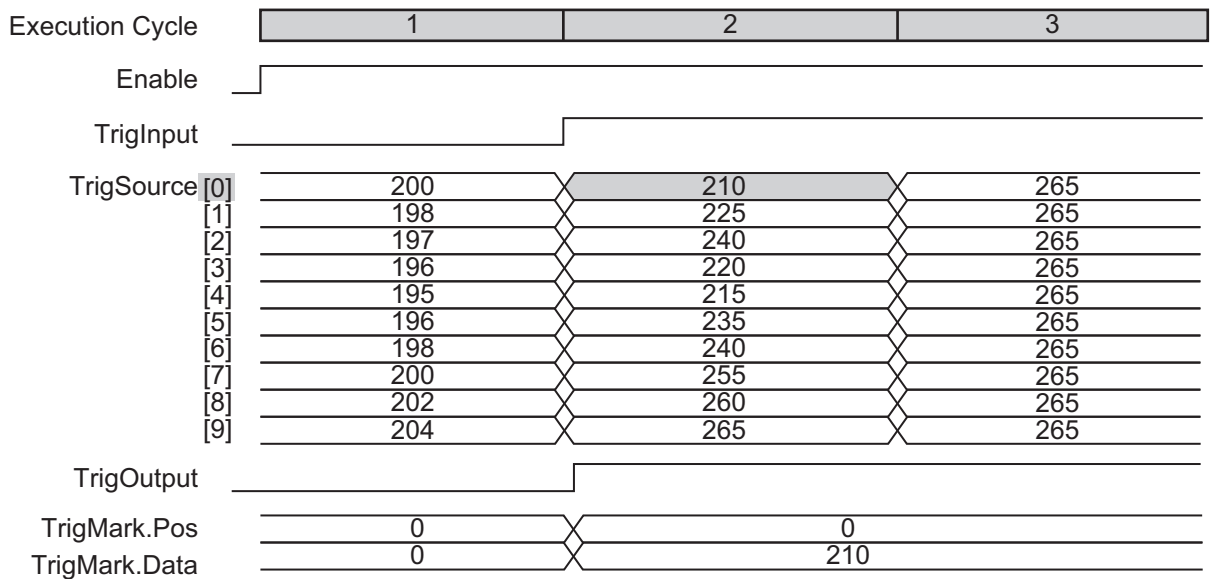 Execution Cycle 1 2 3
Enable
TrigInput
TrigSource [0] 200 210 265
[1] 198 225 265
[2] 197 240 265
[3] 196 220 265
[4] 195 215 265
[5] 196 235 265
[6] 198 240 265
[7] 200 255 265
[8] 202 260 265
[9] 204 265 265
TrigOutput
TrigMark.Pos 0 0
TrigMark.Data 0 210